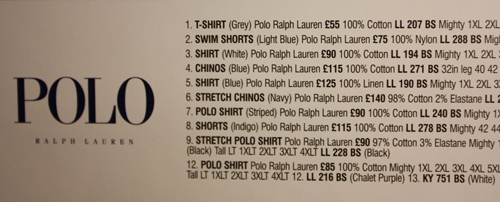 POLO
RALPH LAUREN
1. T-SHIRT (Grey) Polo Ralph Lauren £55 100% Cotton LL 207 BS Mighty 1XL 2XL
2. SWIM SHORTS (Light Blue) Polo Ralph Lauren £75 100% Nylon LL 288 BS Mig
3. SHIRT (White) Polo Ralph Lauren £90 100% Cotton LL 194 BS Mighty 1XL 2X
4. CHINOS (Blue) Polo Ralph Lauren £115 100% Cotton LL 271 BS 32in leg 40 42
5. SHIRT (Blue) Polo Ralph Lauren £125 100% Linen LL 190 BS Mighty 1XL 2XL 3
6. STRETCH CHINOS (Navy) Polo Ralph Lauren £140 98% Cotton 2% Elastane LL 2
7. POLO SHIRT (Striped) Polo Ralph Lauren £90 100% Cotton LL 240 BS Mighty 1X
8. SHORTS (Indigo) Polo Ralph Lauren £115 100% Cotton LL 278 BS Mighty 42 44
9. STRETCH POLO SHIRT (Black) Polo Ralph Lauren £90 97% Cotton 3% Elastane Mighty
(Black) Tall LT 1XLT 2XLT 3XLT 4XLT LL 228 BS (Black)
12. POLO SHIRT Polo Ralph Lauren £85 100% Cotton Mighty 1XL 2XL 3XL 4XL 5XL
Tall LT 1XLT 2XLT 3XLT 4XLT 12. LL 216 BS (Chalet Purple) 13. KY 751 BS (White)